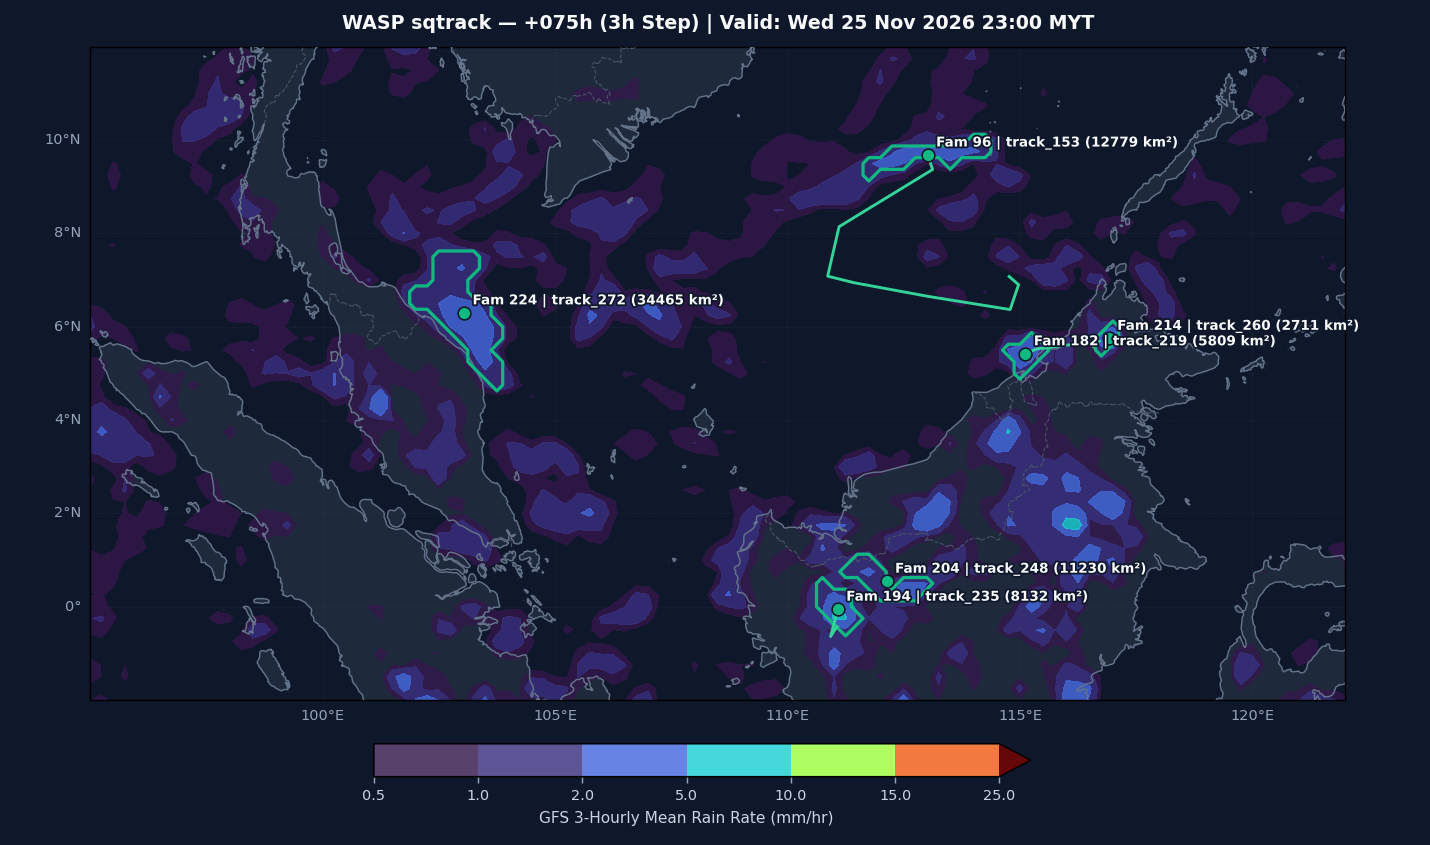 WASP sqtrack — +075h (3h Step) | Valid: Wed 25 Nov 2026 23:00 MYT
10°N
8°N
6°N
4°N
2°N
0°
Fam 96 | track_153 (12779 km²)
Fam 224 | track_272 (34465 km²)
Fam 214 | track_260 (2711 km²)
Fam 182 | track_219 (5809 km²)
Fam 204 | track_248 (11230 km²)
Fam 194 | track_235 (8132 km²)
100°E 105°E 110°E 115°E 120°E
0.5 1.0 2.0 5.0 10.0 15.0 25.0
GFS 3-Hourly Mean Rain Rate (mm/hr)